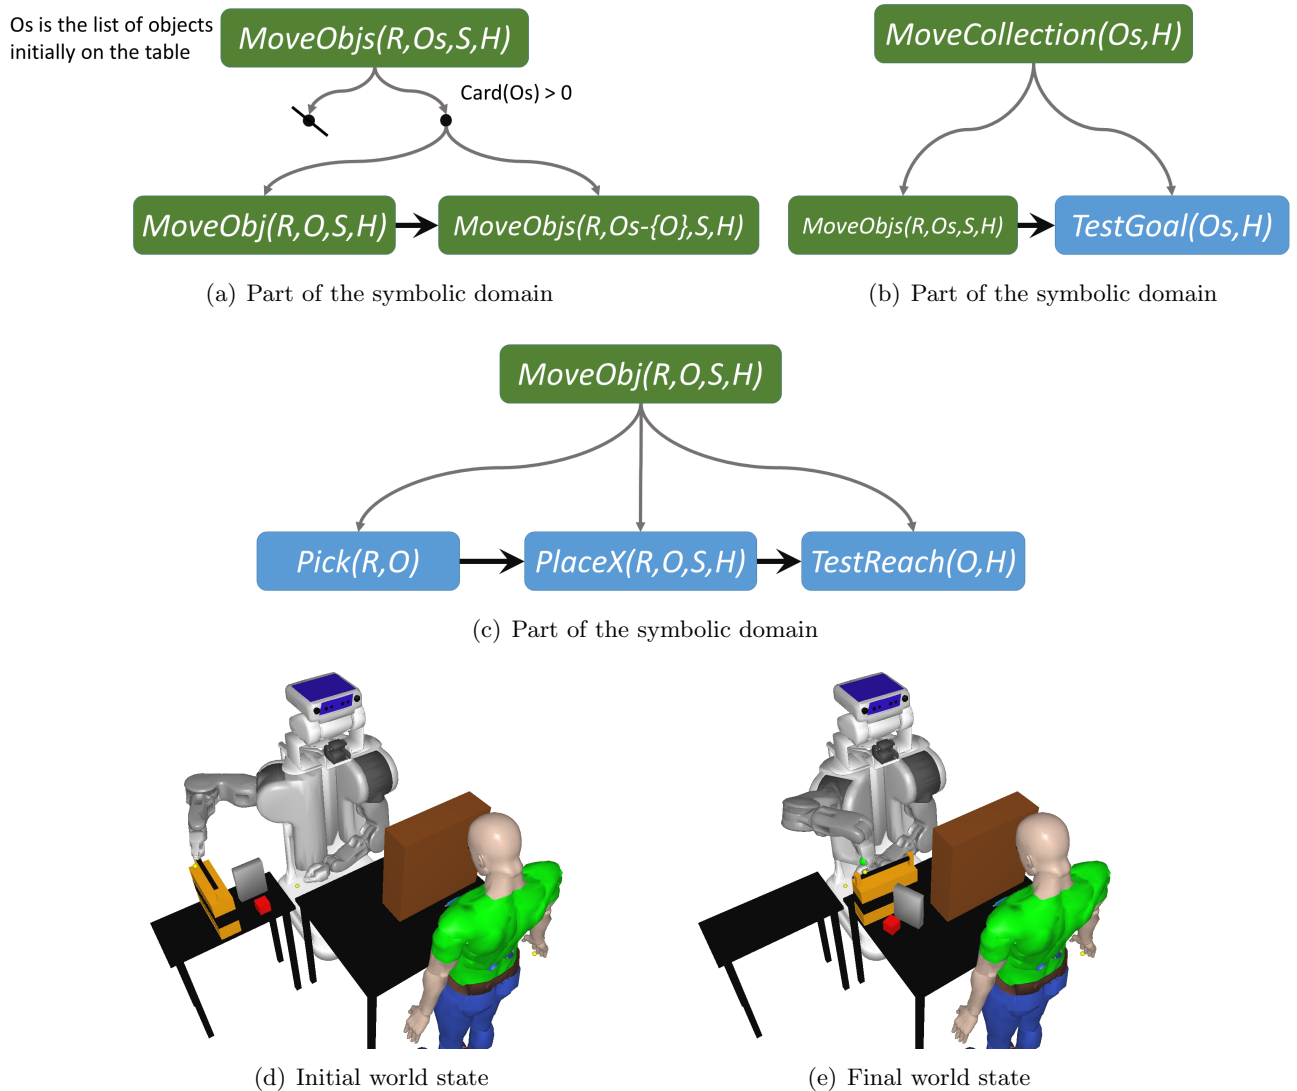 Os is the list of objects
initially on the table
MoveObjs(R,Os,S,H)
Card(Os) > 0
MoveObj(R,O,S,H)
MoveObjs(R,Os-{O},S,H)
(a) Part of the symbolic domain
MoveCollection(Os,H)
MoveObjs(R,Os,S,H)
TestGoal(Os,H)
(b) Part of the symbolic domain
MoveObj(R,O,S,H)
Pick(R,O)
PlaceX(R,O,S,H)
TestReach(O,H)
(c) Part of the symbolic domain
(d) Initial world state
(e) Final world state